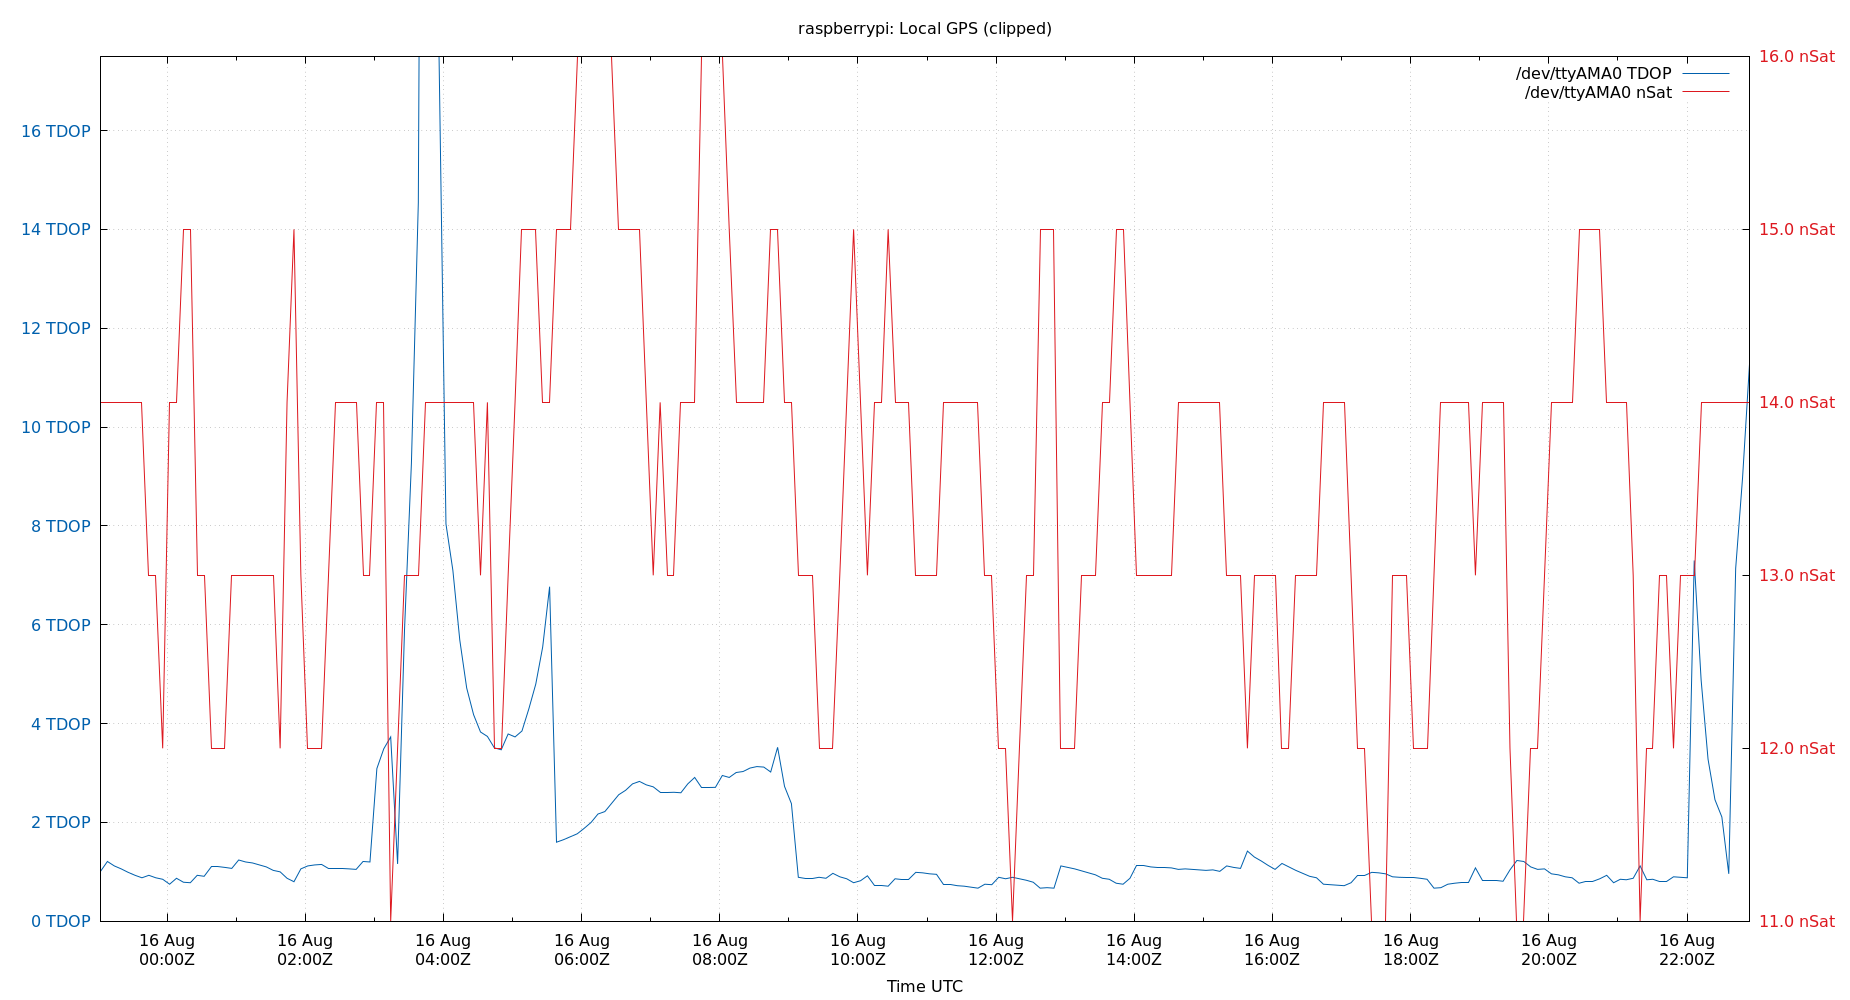 raspberrypi: Local GPS (clipped)
/dev/ttyAMA0 TDOP
/dev/ttyAMA0 nSat
16 TDOP
14 TDOP
12 TDOP
10 TDOP
8 TDOP
6 TDOP
4 TDOP
2 TDOP
0 TDOP
16.0 nSat
15.0 nSat
14.0 nSat
13.0 nSat
12.0 nSat
11.0 nSat
16 Aug 16 Aug 16 Aug 16 Aug 16 Aug 16 Aug 16 Aug 16 Aug 16 Aug 16 Aug 16 Aug 16 Aug
00:00Z 02:00Z 04:00Z 06:00Z 08:00Z 10:00Z 12:00Z 14:00Z 16:00Z 18:00Z 20:00Z 22:00Z
Time UTC